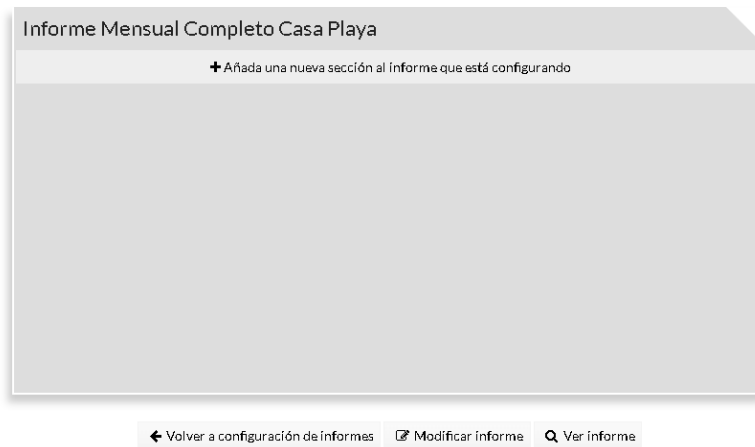 Informe Mensual Completo Casa Playa
Añada una nueva sección al informe que está configurando
Volver a configuración de informes Modificar informe Ver informe